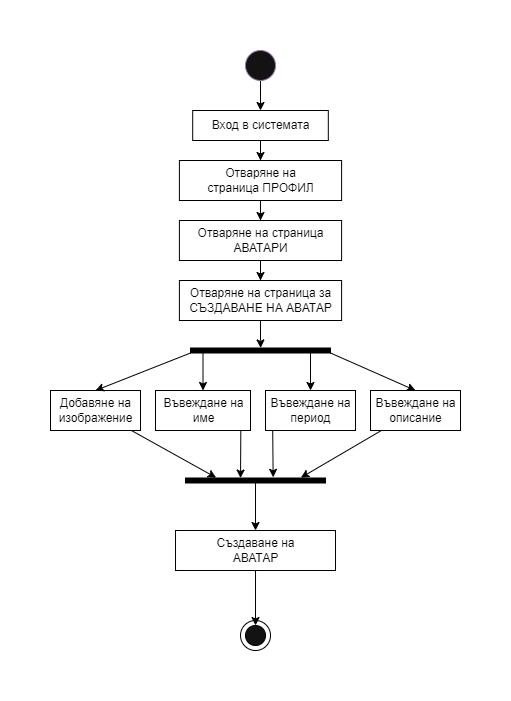 Вход в системата
Отваряне на
страница ПРОФИЛ
Отваряне на страница
АВАТАРИ
Отваряне на страница за
СЪЗДАВАНЕ НА АВАТАР
Добавяне на
изображение
Въвеждане на
име
Въвеждане на
период
Въвеждане на
описание
Създаване на
АВАТАР